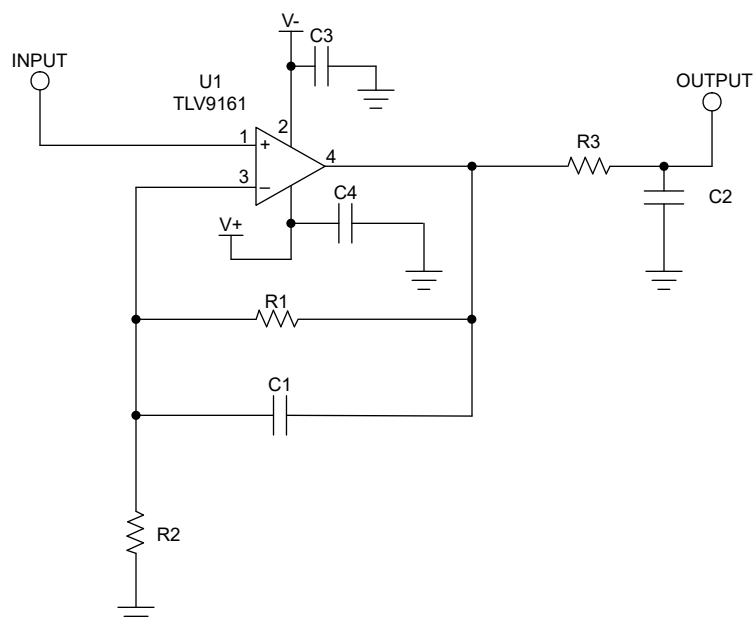 V-
C3
INPUT
U1
TLV9161
OUTPUT
2
R3
1
+
4
3
–
C4
C2
V+
R1
C1
R2